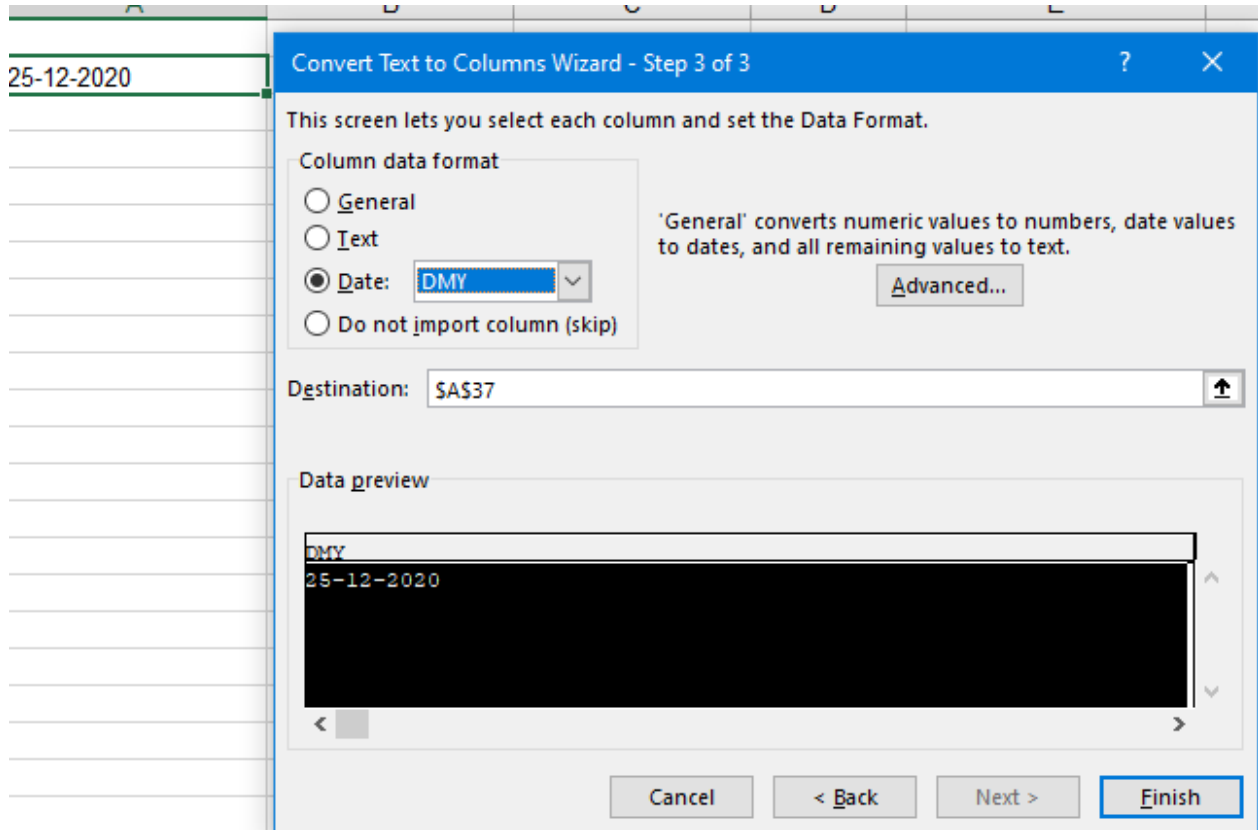 Convert Text to Columns Wizard - Step 3 of 3
?
25-12-2020
This screen lets you select each column and set the Data Format.
Column data format
General
Text
Date: DMY
Do not import column (skip)
'General' converts numeric values to numbers, date values
to dates, and all remaining values to text.
Advanced...
Destination: $A$37
Data preview
DMY
25-12-2020
Cancel
< Back
Next >
Finish